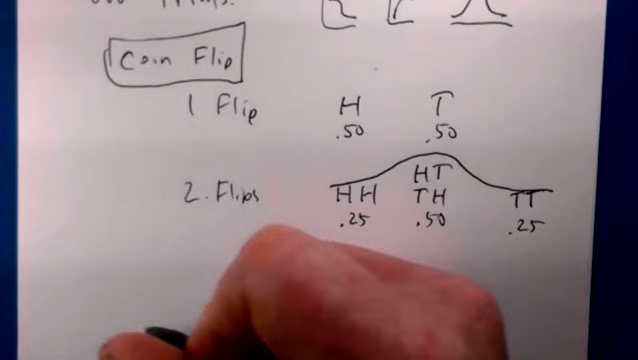 Coin Flip
1 Flip H T
.50 .50
HT
2. Flips HH TH TT
.25 .50 .25